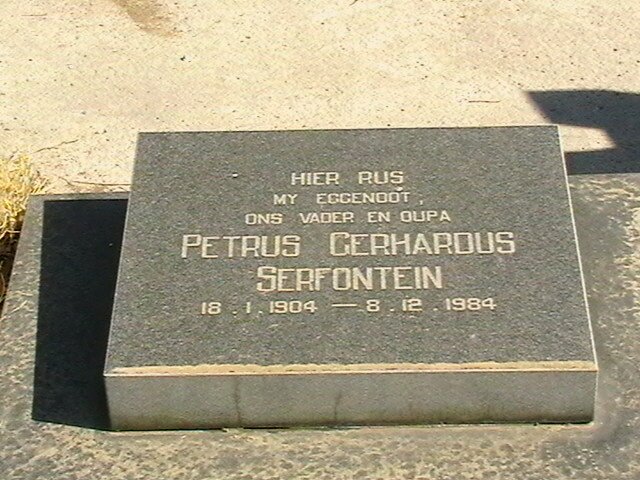 HIER RUS
MY EGGENOOT,
ONS VADER EN OUPA
PETRUS GERHARDUS
SERFONTEIN
18.1.1904 — 8.12.1984